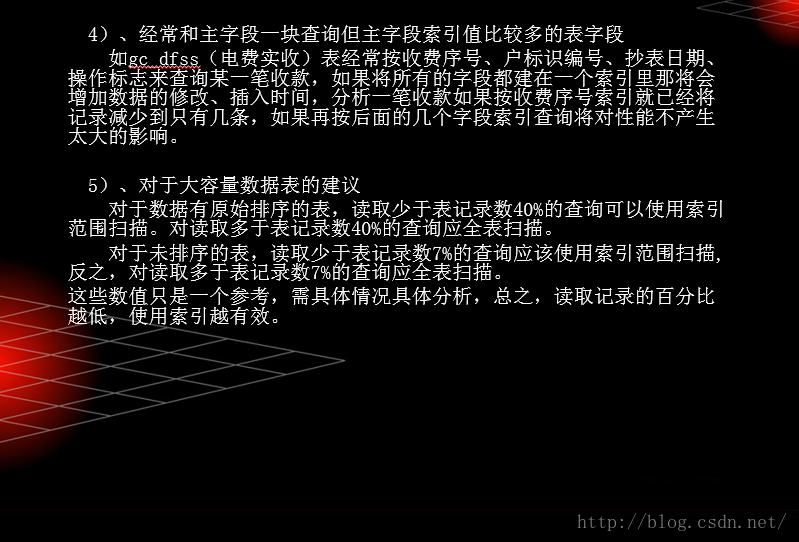 4）、经常和主字段一块查询但主字段索引值比较多的表字段
如gc_dfss（电费实收）表经常按收费序号、户标识编号、抄表日期、
操作标志来查询某一笔收款，如果将所有的字段都建在一个索引里那将会
增加数据的修改、插入时间，分析一笔收款如果按收费序号索引就已经将
记录减少到只有几条，如果再按后面的几个字段索引查询将对性能不产生
太大的影响。
5）、对于大容量数据表的建议
对于数据有原始排序的表，读取少于表记录数40%的查询可以使用索引
范围扫描。对读取多于表记录数40%的查询应全表扫描。
对于未排序的表，读取少于表记录数7%的查询应该使用索引范围扫描,
反之，对读取多于表记录数7%的查询应全表扫描。
这些数值只是一个参考，需具体情况具体分析，总之，读取记录的百分比
越低，使用索引越有效。
http://blog.csdn.net/